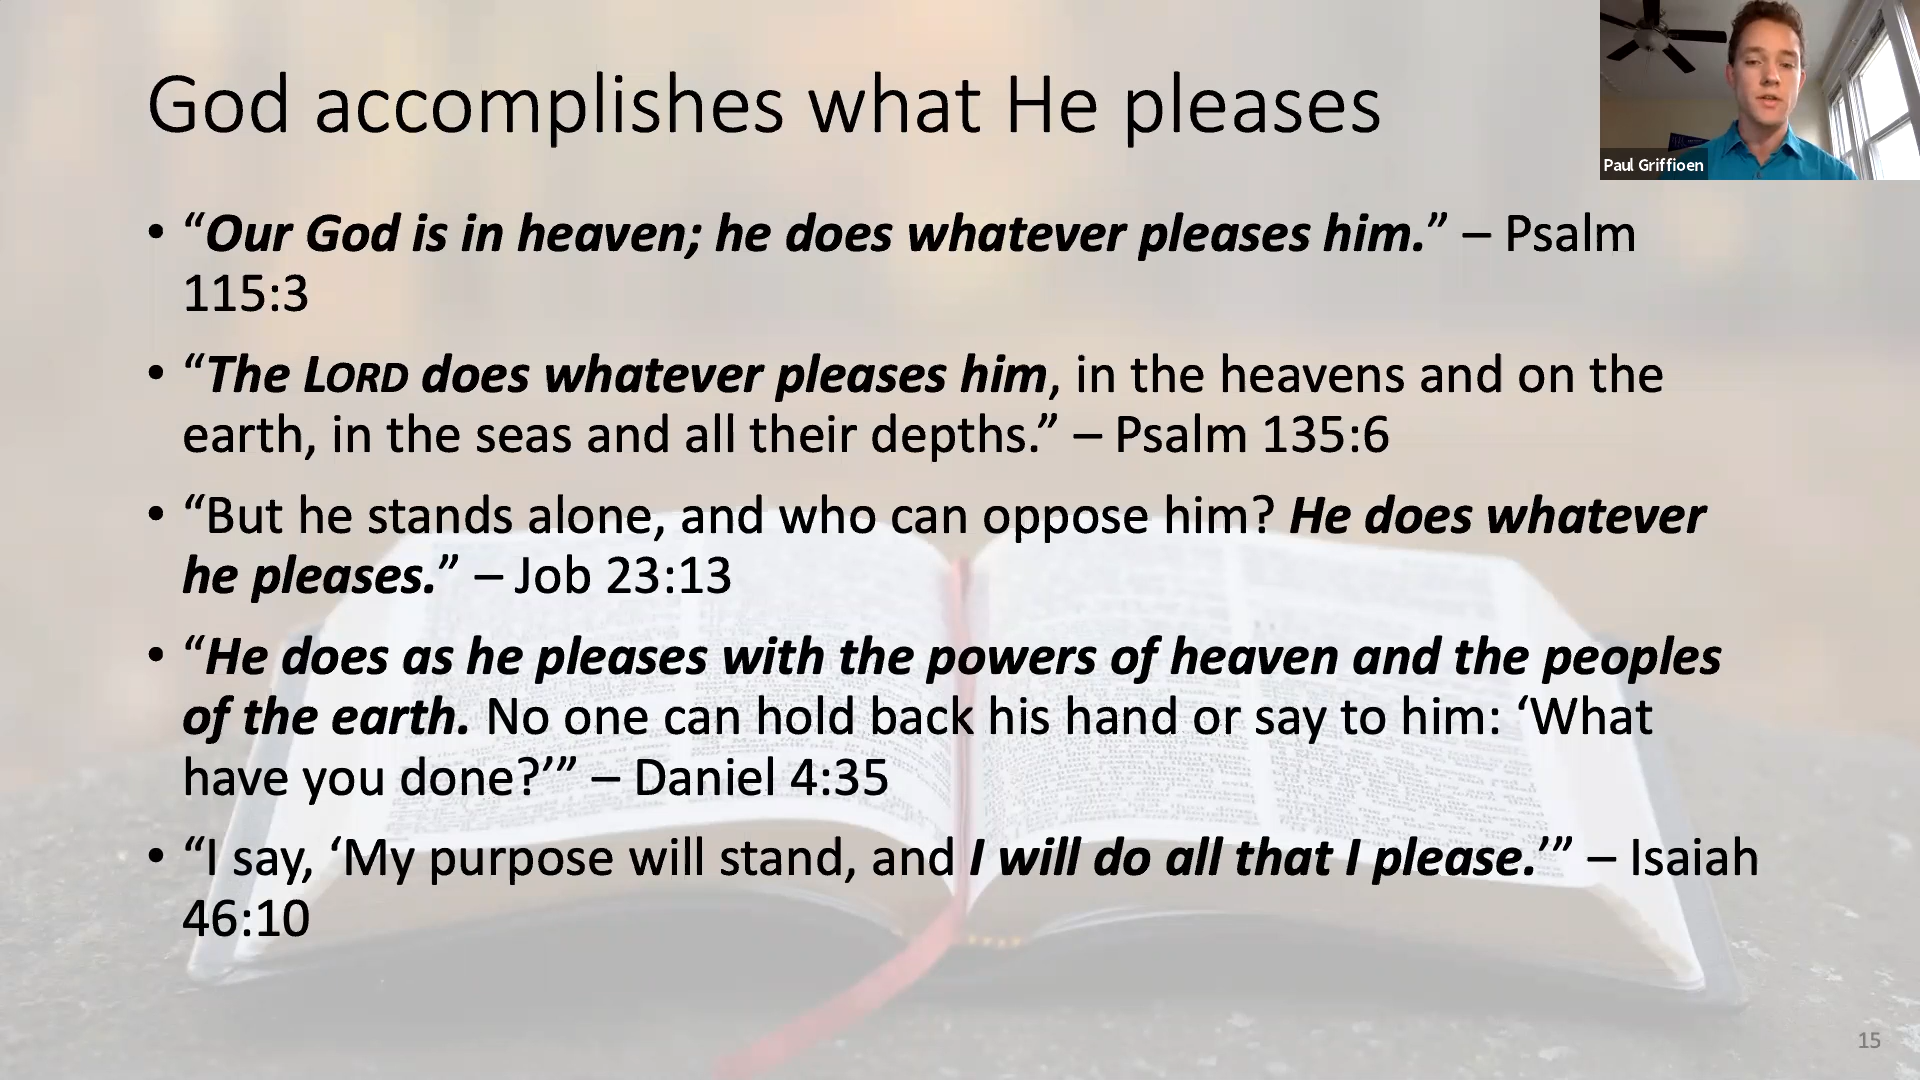 God accomplishes what He pleases
Paul Griffioen
• “Our God is in heaven; he does whatever pleases him.” – Psalm
115:3
• “The LORD does whatever pleases him, in the heavens and on the
earth, in the seas and all their depths.” – Psalm 135:6
• “But he stands alone, and who can oppose him? He does whatever
he pleases.” – Job 23:13
• “He does as he pleases with the powers of heaven and the peoples
of the earth. No one can hold back his hand or say to him: ‘What
have you done?’” – Daniel 4:35
• “I say, ‘My purpose will stand, and I will do all that I please.’” – Isaiah
46:10
15